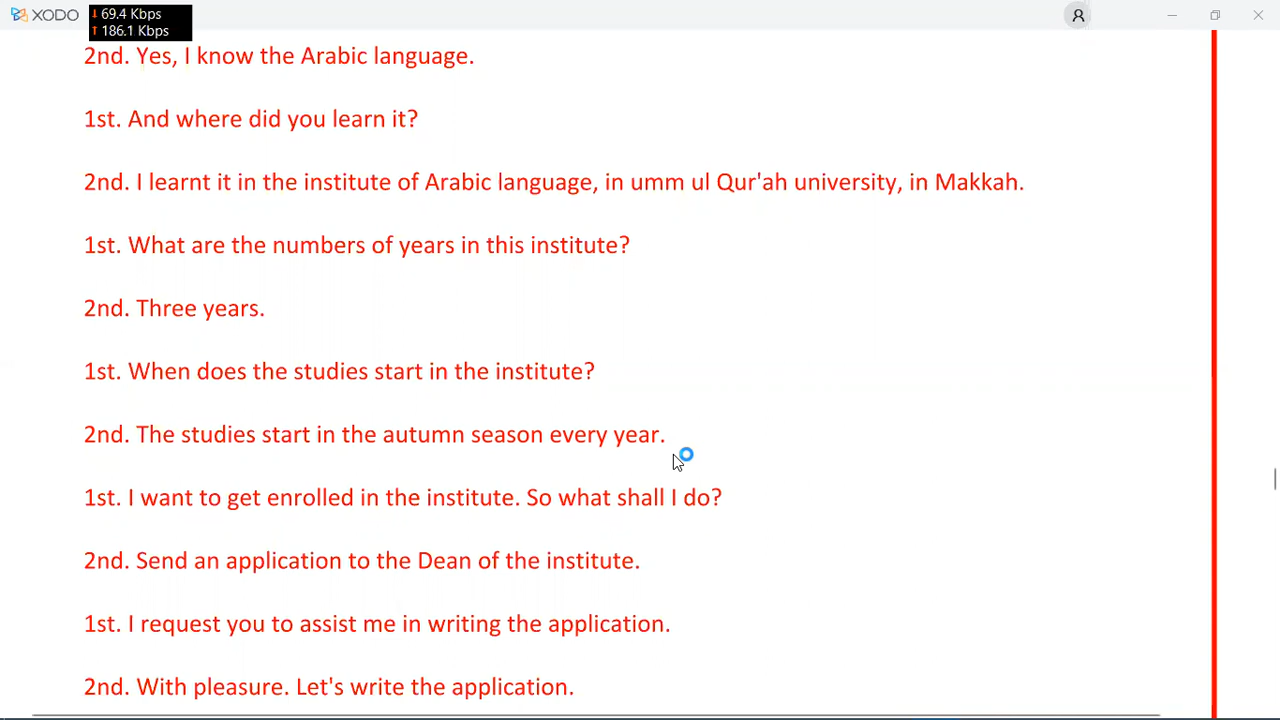 XODO
↓ 69.4 Kbps
↑ 186.1 Kbps
2nd. Yes, I know the Arabic language.
1st. And where did you learn it?
2nd. I learnt it in the institute of Arabic language, in umm ul Qur'ah university, in Makkah.
1st. What are the numbers of years in this institute?
2nd. Three years.
1st. When does the studies start in the institute?
2nd. The studies start in the autumn season every year.
1st. I want to get enrolled in the institute. So what shall I do?
2nd. Send an application to the Dean of the institute.
1st. I request you to assist me in writing the application.
2nd. With pleasure. Let's write the application.